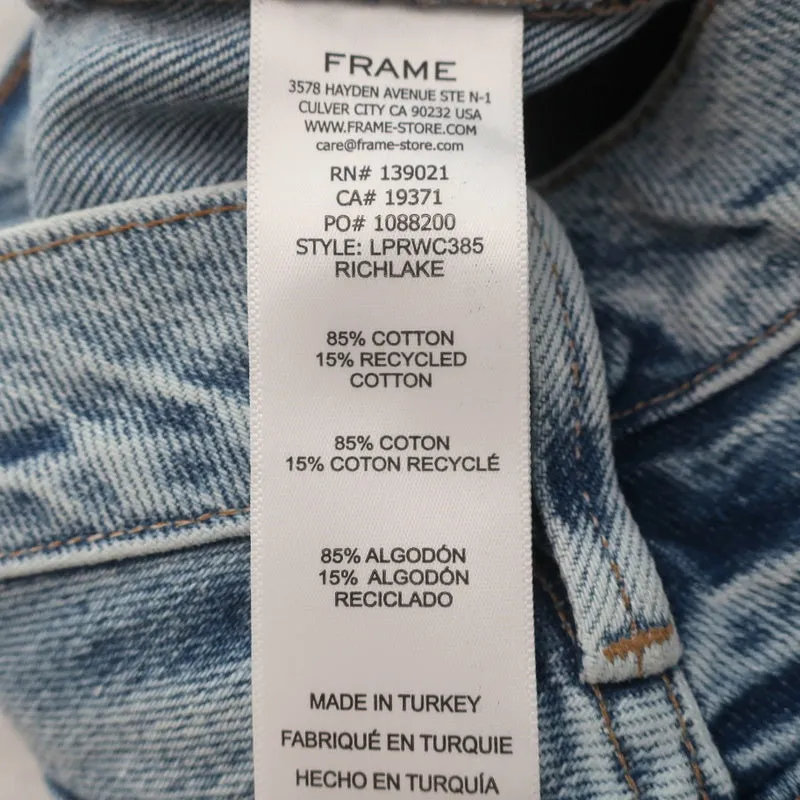 FRAME
3578 HAYDEN AVENUE STE N-1
CULVER CITY CA 90232 USA
WWW.FRAME-STORE.COM
care@frame-store.com
RN# 139021
CA# 19371
PO# 1088200
STYLE: LPRWC385
RICHLAKE
85% COTTON
15% RECYCLED
COTTON
85% COTON
15% COTON RECYCLÉ
85% ALGODÓN
15% ALGODÓN
RECICLADO
MADE IN TURKEY
FABRIQUÉ EN TURQUIE
HECHO EN TURQUÍA